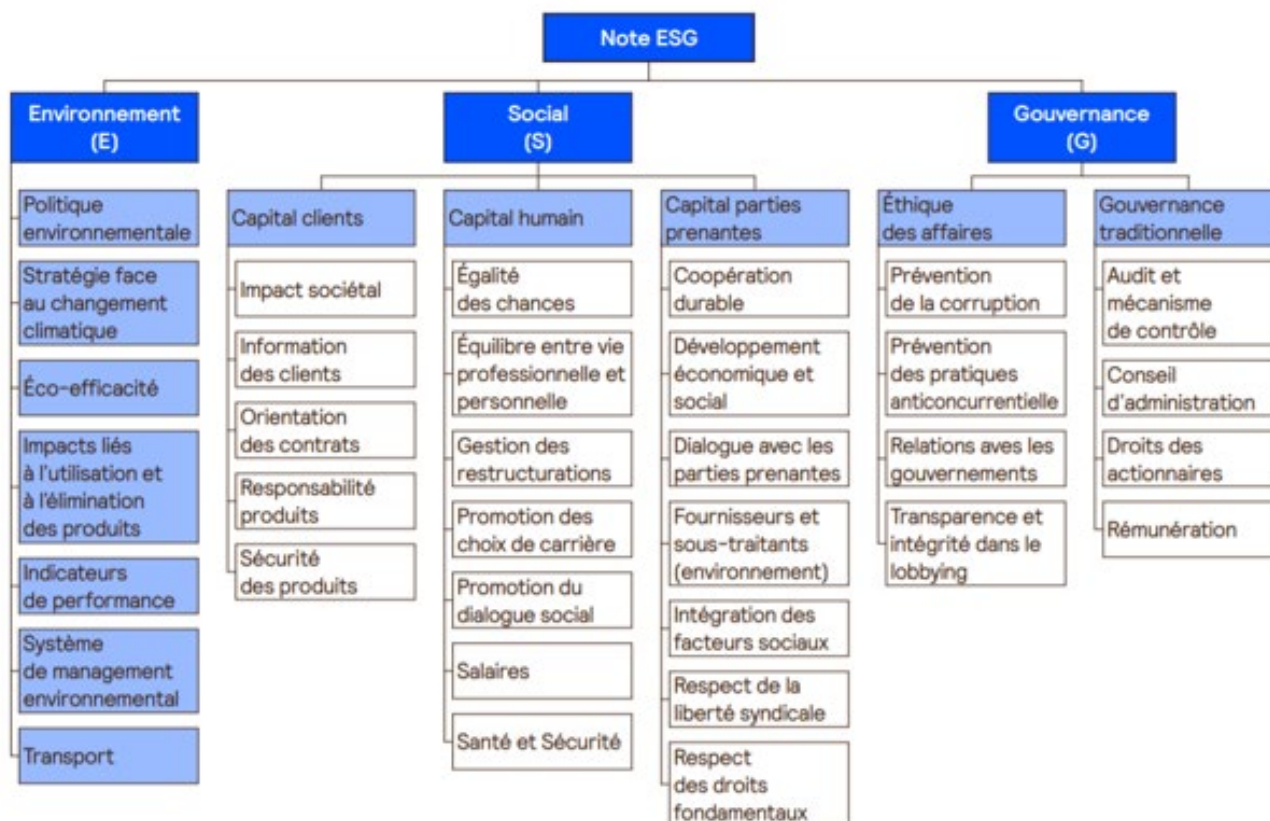 Note ESG
Environnement
(E)
Politique
environnementale
Stratégie face
au changement
climatique
Éco-efficacité
Impacts liés
à l'utilisation et
à l'élimination
des produits
Indicateurs
de performance
Système
de management
environnemental
Transport
Social
(S)
Capital clients
Impact sociétal
Information
des clients
Orientation
des contrats
Responsabilité
produits
Sécurité
des produits
Capital humain
Égalité
des chances
Équilibre entre vie
professionnelle et
personnelle
Gestion des
restructurations
Promotion des
choix de carrière
Promotion du
dialogue social
Salaires
Santé et Sécurité
Capital parties
prenantes
Coopération
durable
Développement
économique et
social
Dialogue avec les
parties prenantes
Fournisseurs et
sous-traitants
(environnement)
Intégration des
facteurs sociaux
Respect de la
liberté syndicale
Respect
des droits
fondamentaux
Gouvernance
(G)
Éthique
des affaires
Prévention
de la corruption
Prévention
des pratiques
anticoncurrentielle
Relations aves les
gouvernements
Transparence et
intégrité dans le
lobbying
Gouvernance
traditionnelle
Audit et
mécanisme
de contrôle
Conseil
d'administration
Droits des
actionnaires
Rémunération